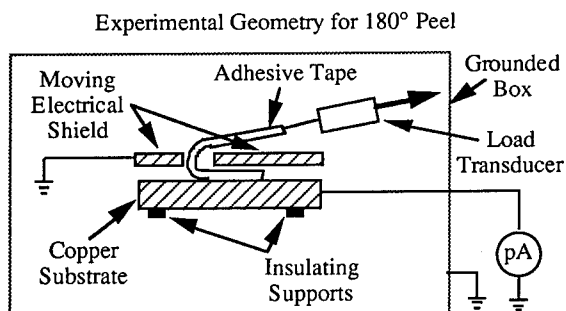 Experimental Geometry for 180° Peel
Moving
Electrical
Shield
Adhesive Tape
Grounded
Box
Load
Transducer
Copper
Substrate
Insulating
Supports
pA